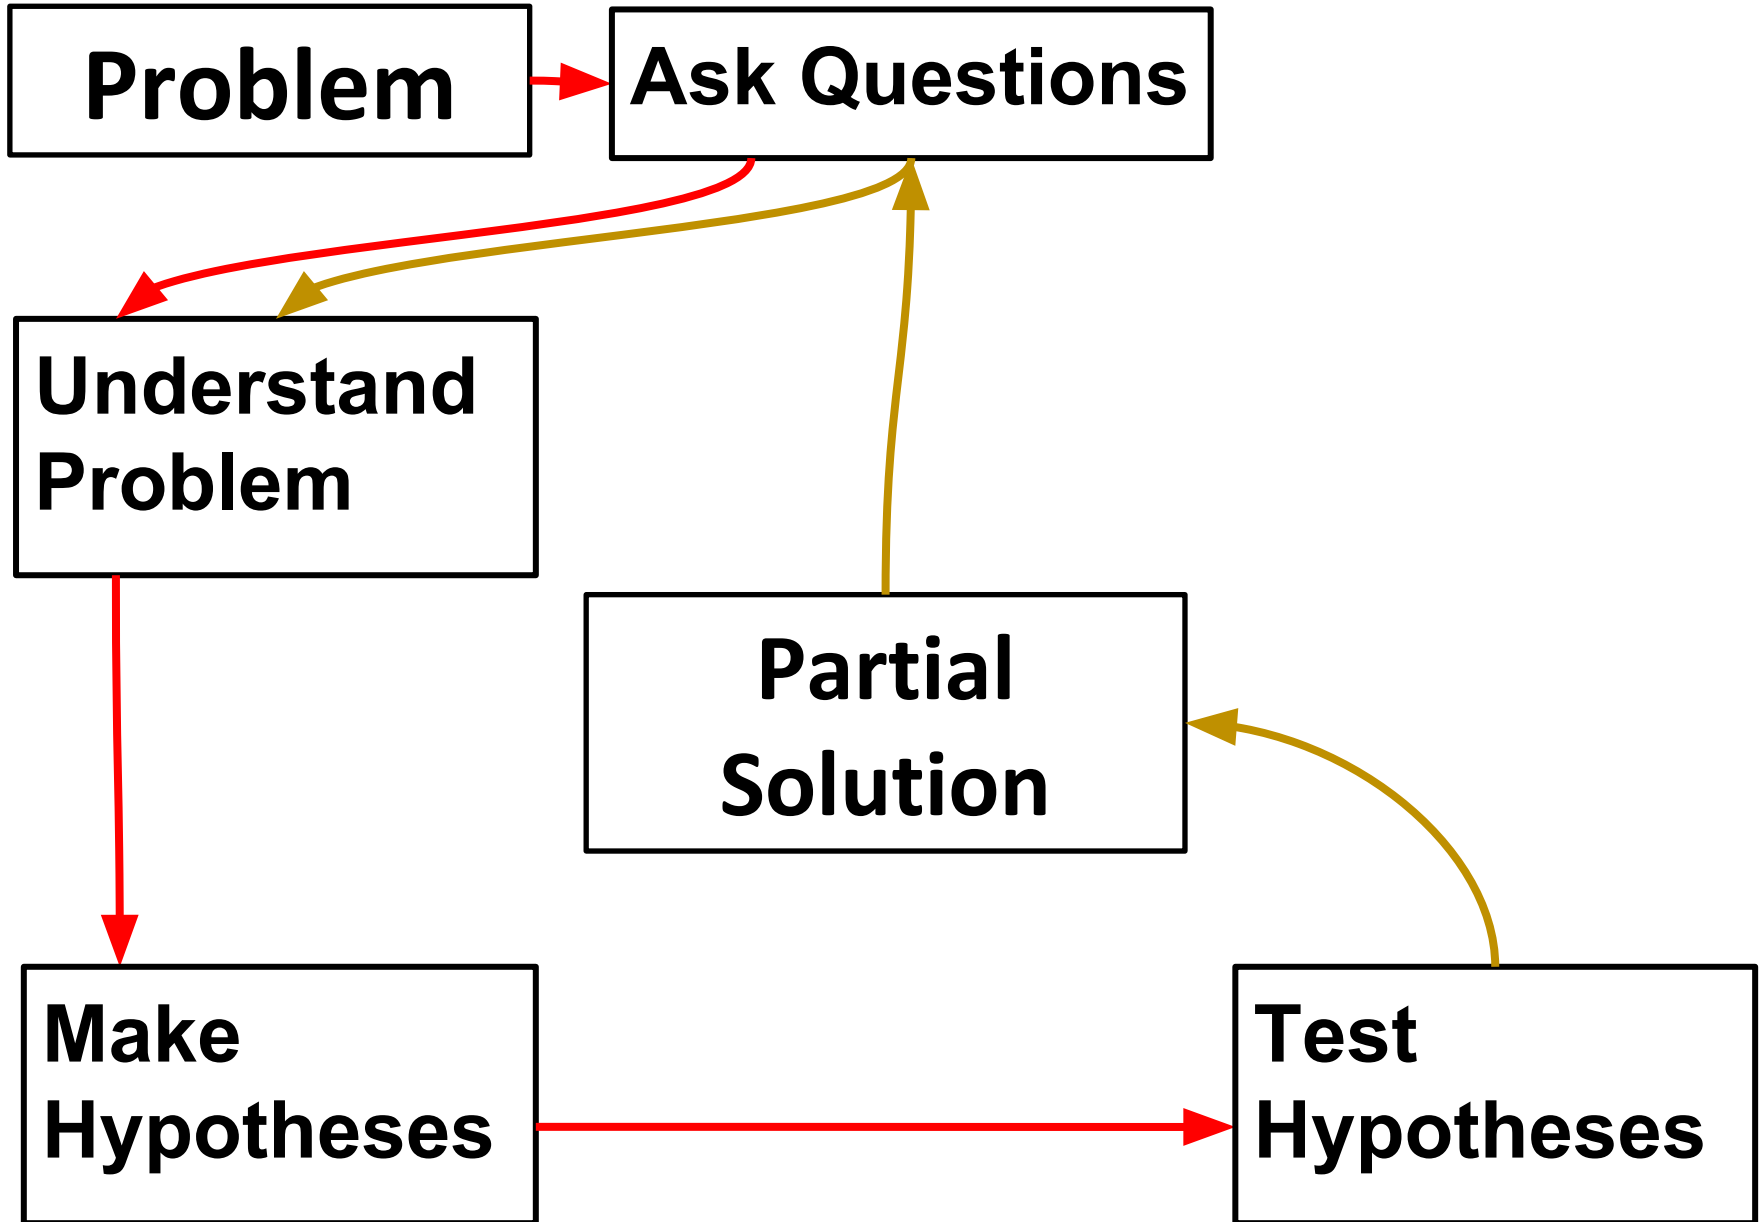 Problem
Ask Questions
Understand
Problem
Partial
Solution
Make
Hypotheses
Test
Hypotheses